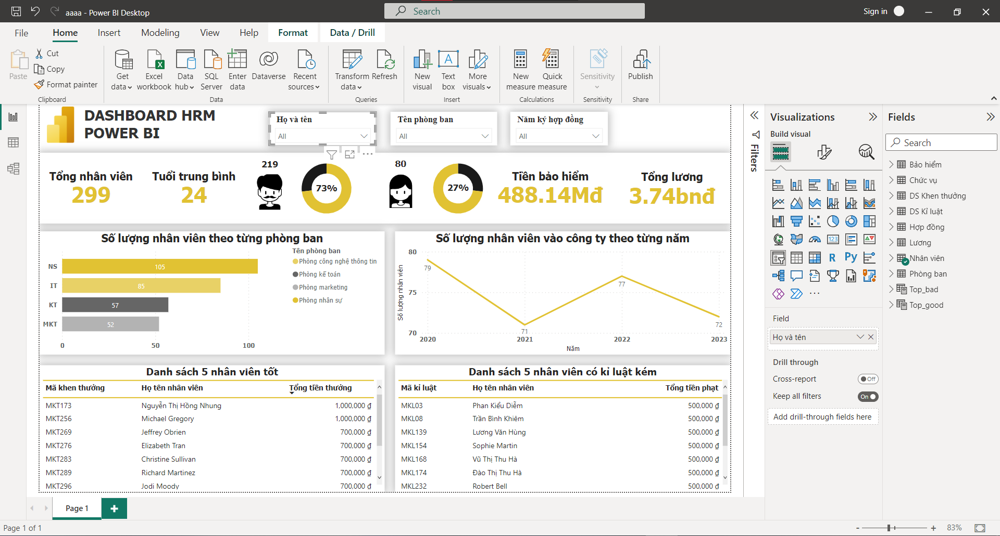 aaaa - Power BI Desktop
Search
Sign in
File
Home
Insert
Modeling
View
Help
Format
Data / Drill
Paste
Cut
Copy
Format painter
Clipboard
Get data
Excel workbook
Data hub
SQL Server
Enter data
Dataverse
Recent sources
Data
Transform data
Refresh
Queries
New visual
Text box
More visuals
Insert
New measure
Quick measure
Calculations
Sensitivity
Sensitivity
Publish
Share
DASHBOARD HRM
POWER BI
Họ và tên
All
Tên phòng ban
All
Năm ký hợp đồng
All
Tổng nhân viên
299
Tuổi trung bình
24
219
73%
80
27%
Tiền bảo hiểm
488.14Mđ
Tổng lương
3.74bnđ
Số lượng nhân viên theo từng phòng ban
NS
105
IT
85
KT
57
MKT
52
0
50
100
Tên phòng ban
Phòng công nghệ thông tin
Phòng kế toán
Phòng marketing
Phòng nhân sự
Số lượng nhân viên vào công ty theo từng năm
Số lượng nhân viên
80
75
70
79
71
77
72
2020
2021
2022
2023
Năm
Danh sách 5 nhân viên tốt
Mã khen thưởng Họ tên nhân viên Tổng tiền thưởng
MKT173 Nguyễn Thị Hồng Nhung 1,000,000 ₫
MKT256 Michael Gregory 1,000,000 ₫
MKT269 Jeffrey Obrien 700,000 ₫
MKT276 Elizabeth Tran 700,000 ₫
MKT283 Christine Sullivan 700,000 ₫
MKT289 Richard Martinez 700,000 ₫
MKT296 Jodi Moody 700,000 ₫
Danh sách 5 nhân viên có kỉ luật kém
Mã kỉ luật Họ tên nhân viên Tổng tiền phạt
MKL03 Phan Kiểu Diễm 500,000 ₫
MKL08 Trần Bình Khiêm 500,000 ₫
MKL139 Lương Văn Hùng 500,000 ₫
MKL154 Sophie Martin 500,000 ₫
MKL168 Vũ Thị Thu Hà 500,000 ₫
MKL174 Đào Thị Thu Hà 500,000 ₫
MKL232 Robert Bell 500,000 ₫
Filters
Visualizations
Build visual
123
R
Py
Field
Họ và tên
Drill through
Cross-report
Off
Keep all filters
On
Add drill-through fields here
Fields
Search
Bảo hiểm
Chức vụ
DS Khen thưởng
DS Kỉ luật
Hợp đồng
Lương
Nhân viên
Phòng ban
Top_bad
Top_good
Page 1
Page 1 of 1
83%